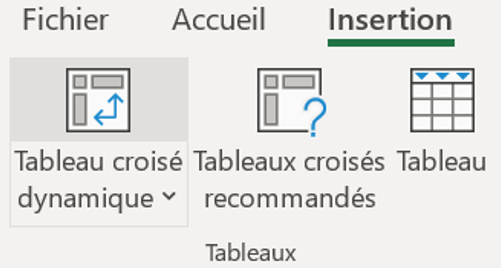 Fichier Accueil Insertion
Tableau croisé Tableaux croisés Tableau
dynamique recommandés
Tableaux